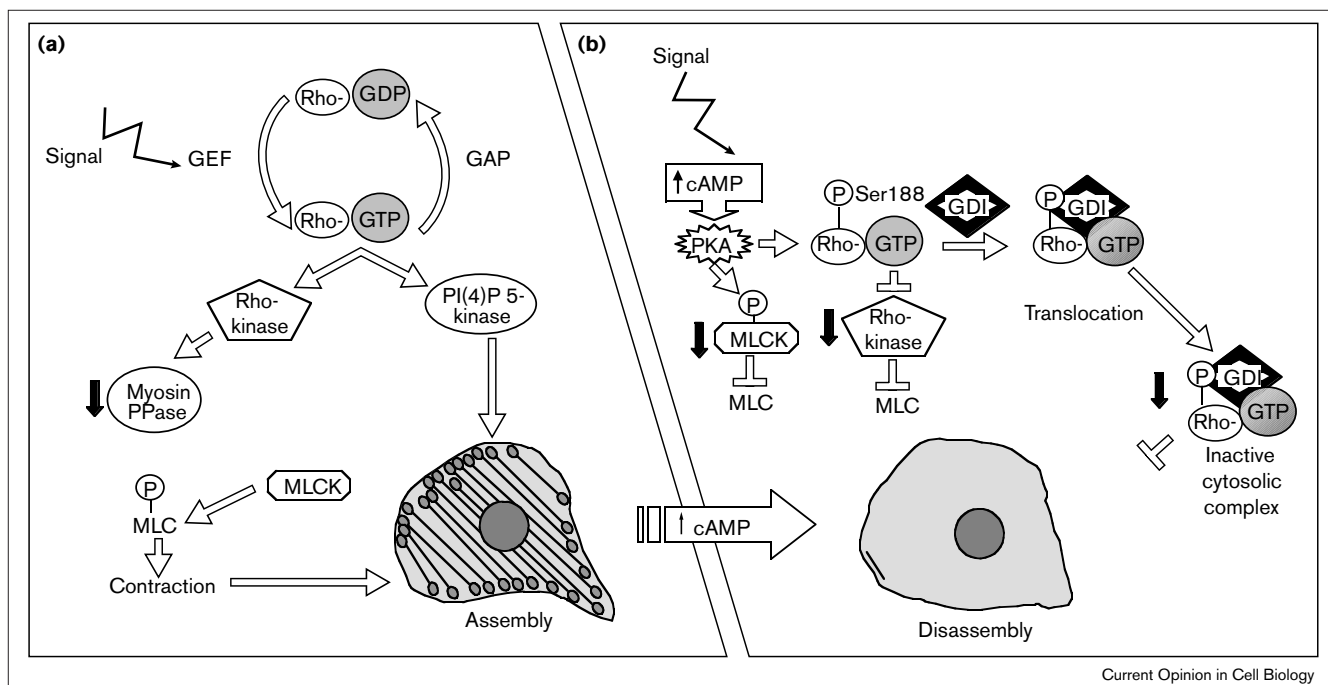 (a)
Rho-
GDP
Signal
GEF
GAP
Rho-
GTP
Rho-
kinase
PI(4)P 5-
kinase
Myosin
PPase
P
MLCK
MLC
Contraction
Assembly
(b)
Signal
cAMP
P
Ser188
GDI
P
GDI
PKA
Rho-
GTP
Rho-
GTP
P
MLCK
MLC
Rho-
kinase
MLC
Translocation
P
GDI
GTP
Rho-
Inactive
cytosolic
complex
cAMP
Disassembly
Current Opinion in Cell Biology